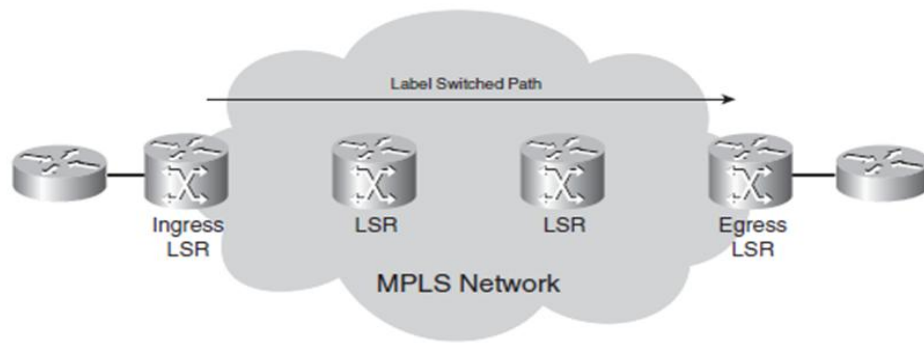 Label Switched Path
Ingress
LSR
LSR
LSR
Egress
LSR
MPLS Network